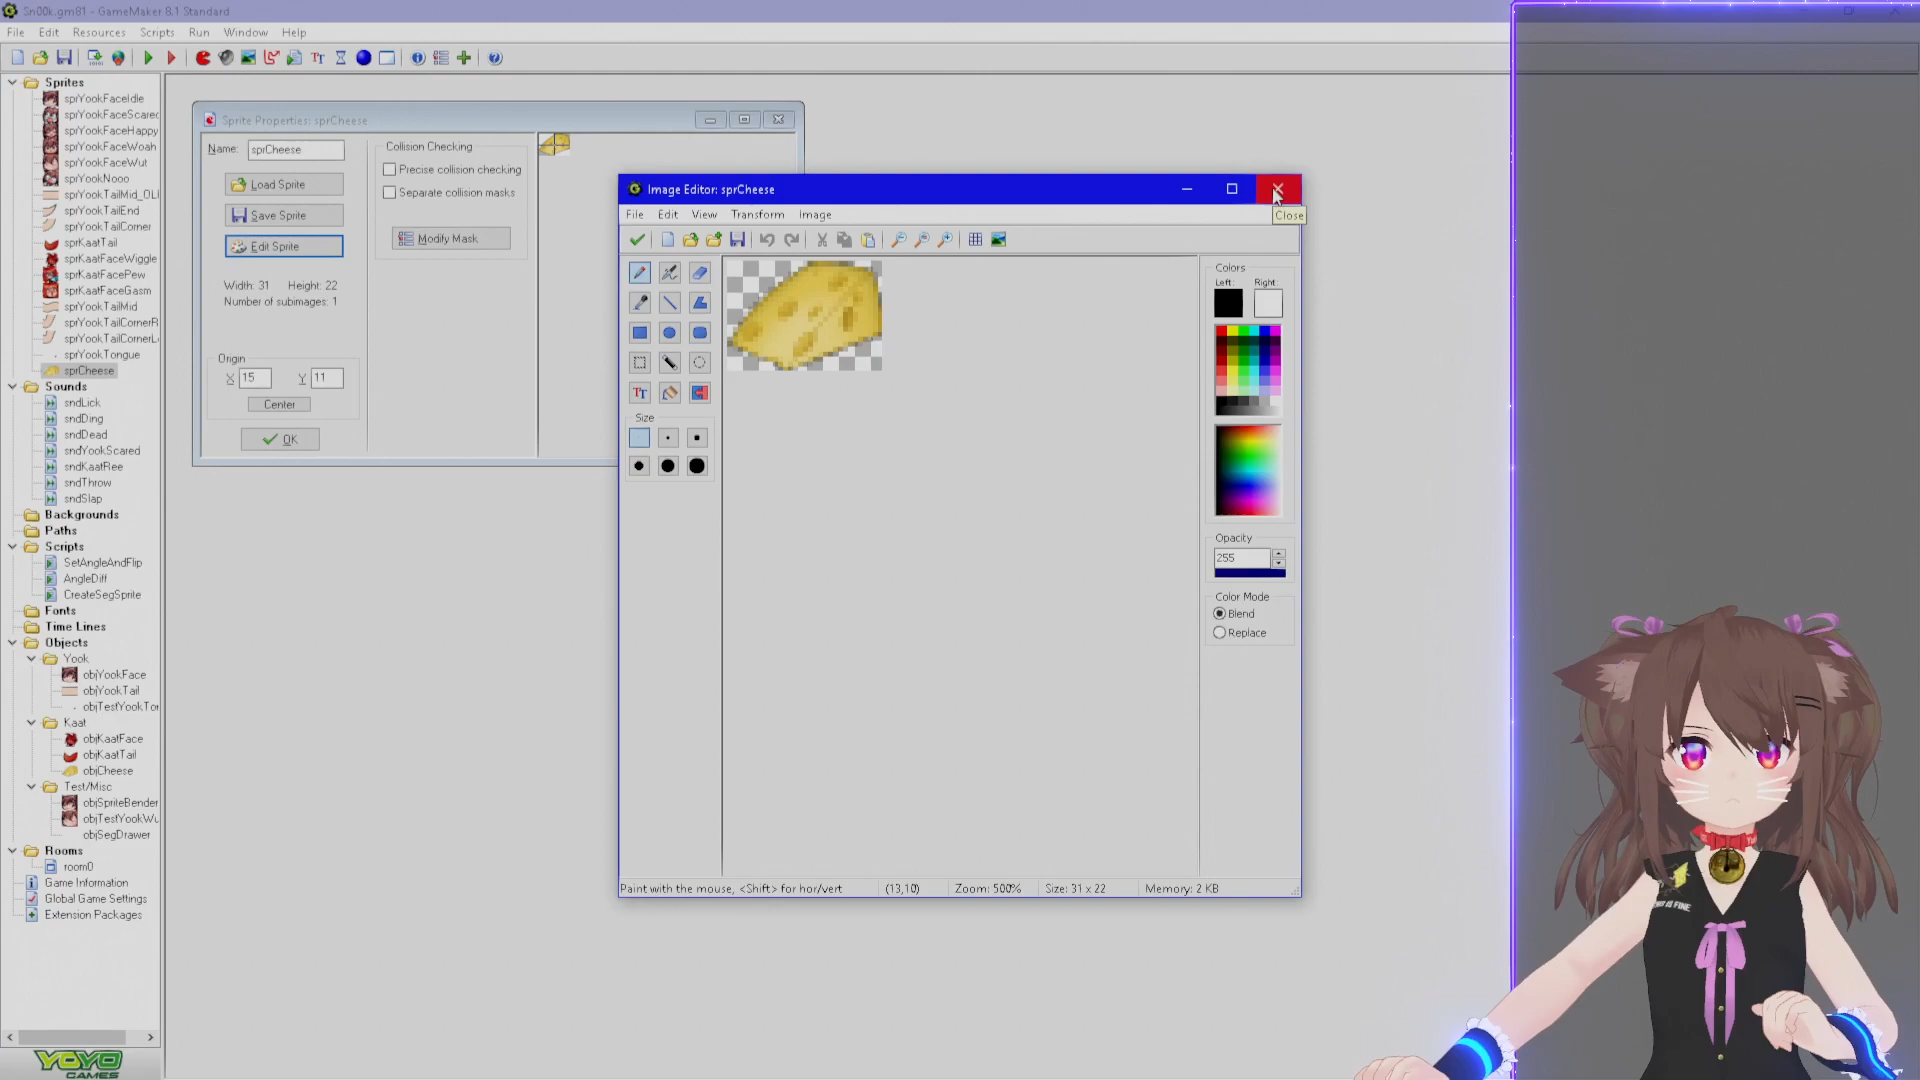 Sn00k.gm81 - GameMaker 8.1 Standard
File Edit Resources Scripts Run Window Help
Sprites
sprYookFaceIdle
sprYookFaceScared
sprYookFaceHappy
sprYookFaceWoah
sprYookFaceWut
sprYookNooo
sprYookTailMid_OL
sprYookTailEnd
sprYookTailCorner
sprKaatTail
sprKaatFaceWiggle
sprKaatFacePew
sprKaatFaceGasm
sprYookTailMid
sprYookTailCornerR
sprYookTailCornerL
sprYookTongue
sprCheese
Sounds
sndLick
sndDing
sndDead
sndYookScared
sndKaatRee
sndThrow
sndSlap
Backgrounds
Paths
Scripts
SetAngleAndFlip
AngleDiff
CreateSegSprite
Fonts
Time Lines
Objects
Yook
objYookFace
objYookTail
objTestYookTor
Kaat
objKaatFace
objKaatTail
objCheese
Test/Misc
objSpriteBender
objTestYookWu
objSegDrawer
Rooms
room0
Game Information
Global Game Settings
Extension Packages
YOYO
GAMES
Sprite Properties: sprCheese
Name: sprCheese
Load Sprite
Save Sprite
Edit Sprite
Width: 31 Height: 22
Number of subimages: 1
Origin
X 15 Y 11
Center
OK
Collision Checking
Precise collision checking
Separate collision masks
Modify Mask
Image Editor: sprCheese
Close
File Edit View Transform Image
Size
Colors
Left: Right:
Opacity
255
Color Mode
Blend
Replace
Paint with the mouse, <Shift> for hor/vert (13,10) Zoom: 500% Size: 31 x 22 Memory: 2 KB
IS FINE